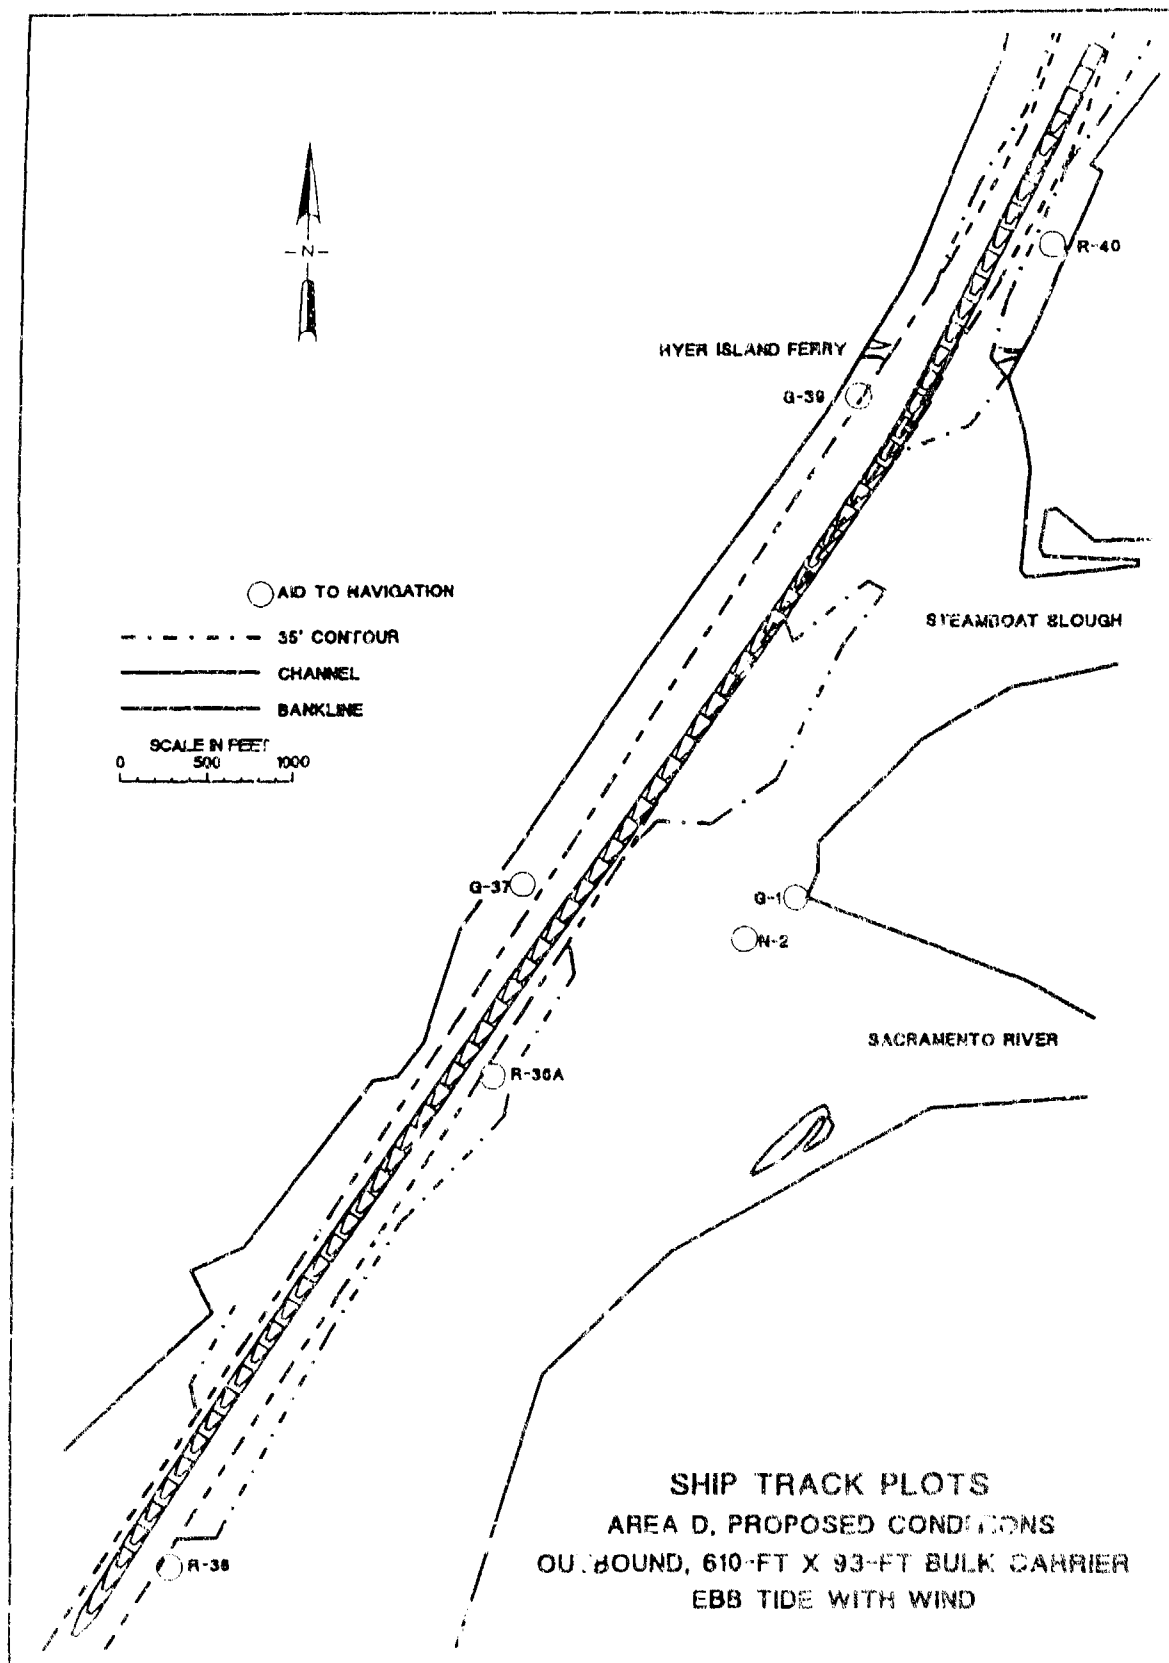 N
R-40
HYER ISLAND FERRY
G-39
AID TO NAVIGATION
35' CONTOUR
CHANNEL
BANKLINE
SCALE IN FEET
0 500 1000
STEAMBOAT SLOUGH
G-37
G-1
N-2
SACRAMENTO RIVER
R-36A
R-36
SHIP TRACK PLOTS
AREA D, PROPOSED CONDITIONS
OUTBOUND, 610-FT X 93-FT BULK CARRIER
EBB TIDE WITH WIND